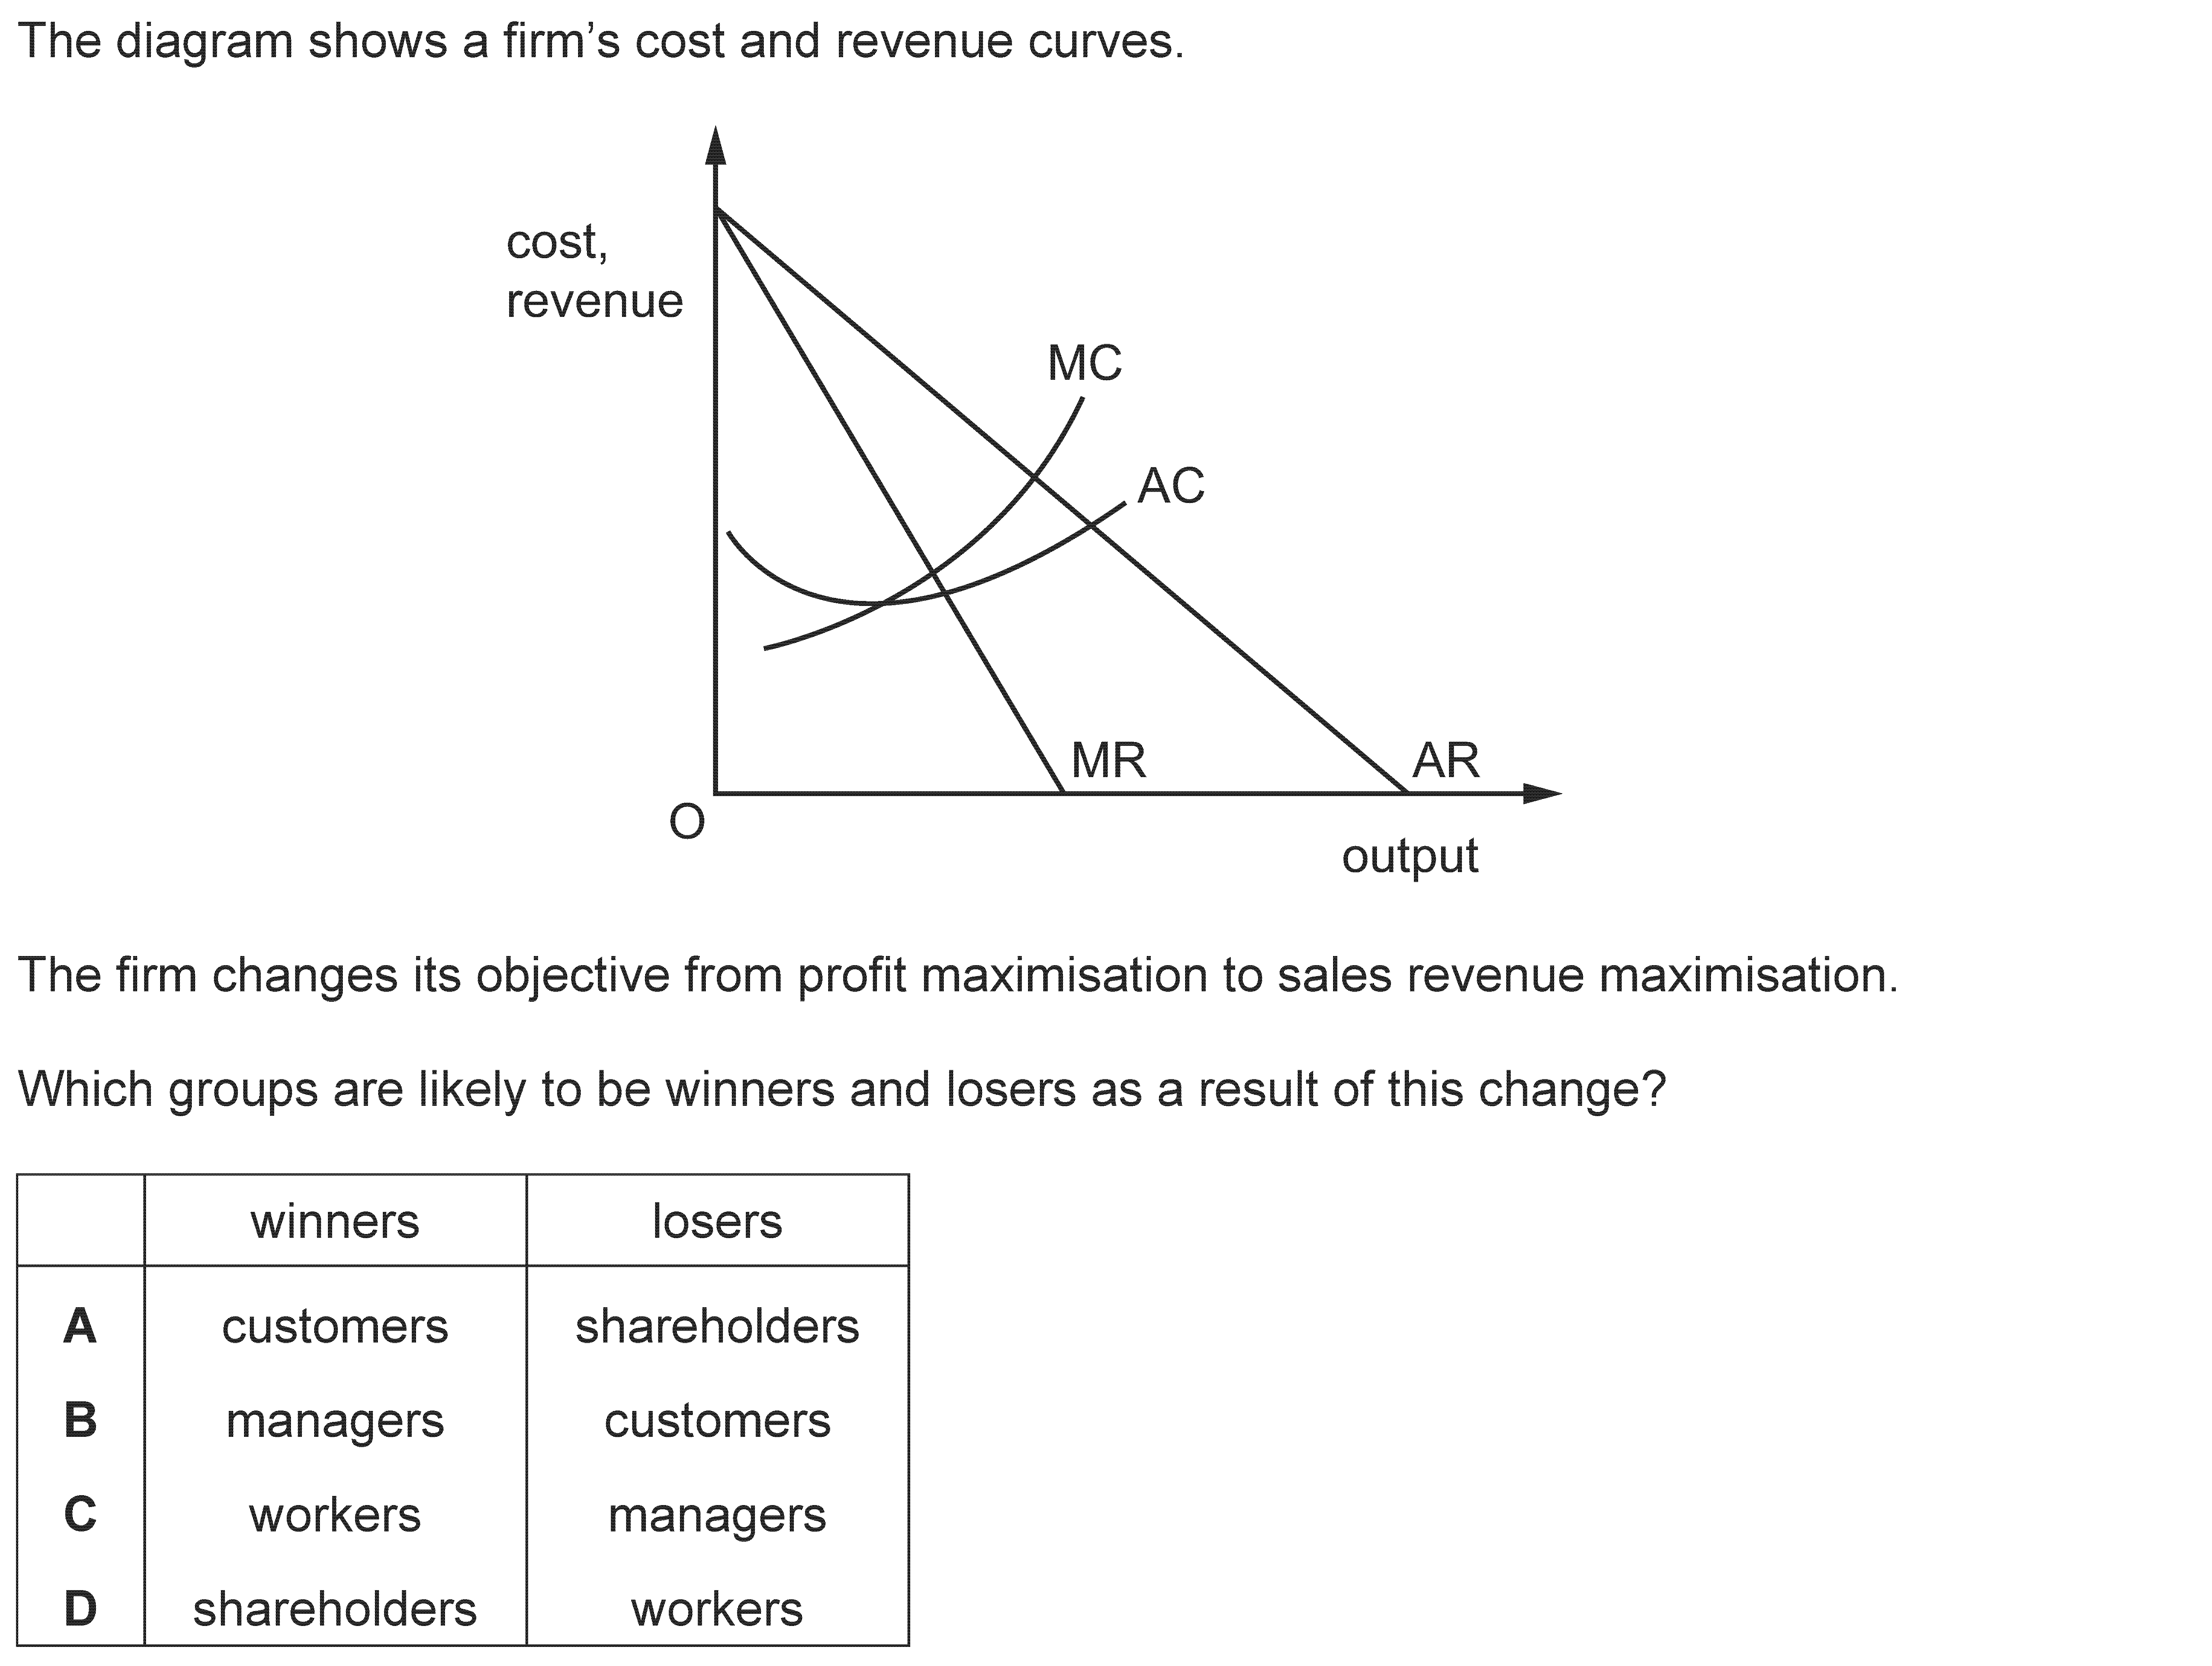 The diagram shows a firm’s cost and revenue curves.
cost,
revenue
MC
AC
MR
AR
O
output
The firm changes its objective from profit maximisation to sales revenue maximisation.
Which groups are likely to be winners and losers as a result of this change?
winners losers
A customers shareholders
B managers customers
C workers managers
D shareholders workers